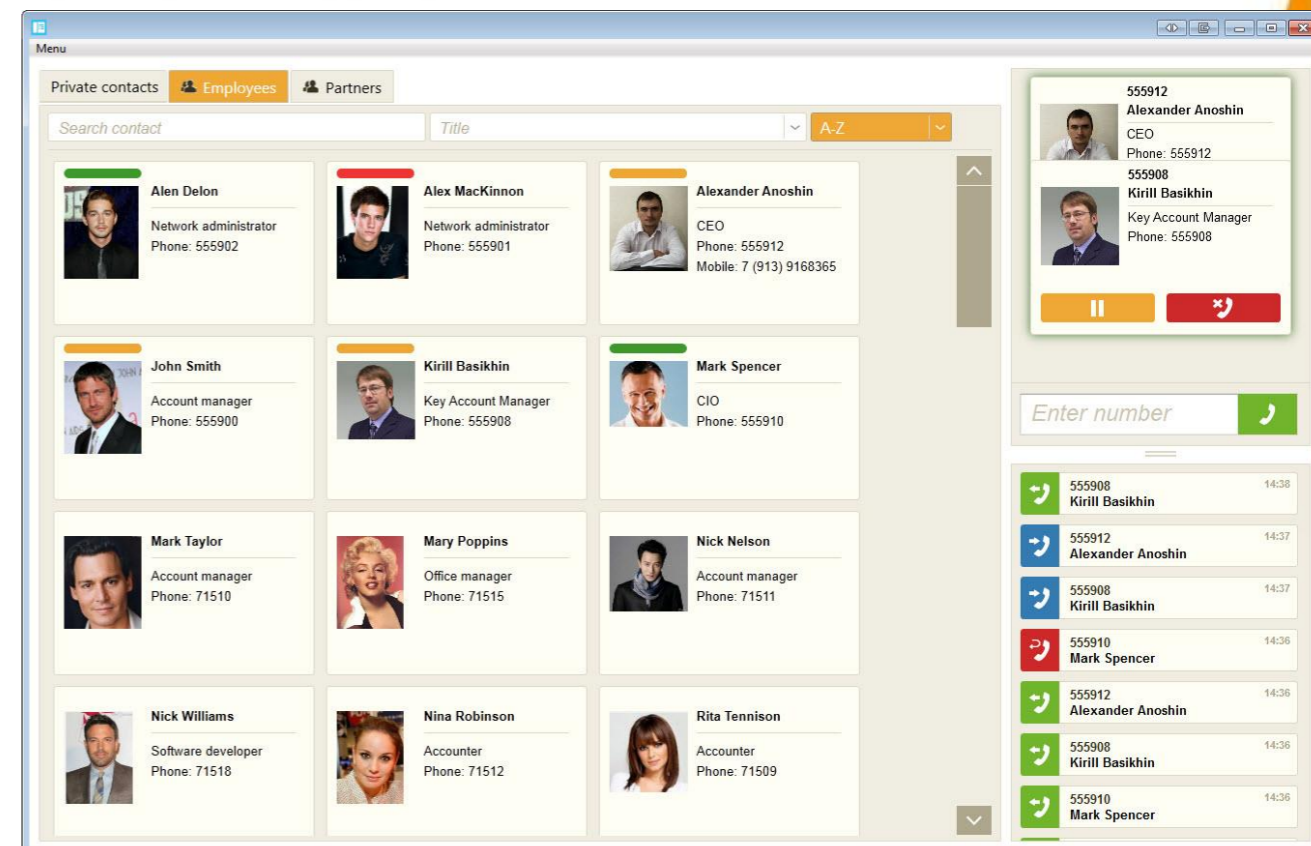 Menu
Private contacts
Employees
Partners
Search contact
Title
A-Z
Alen Delon
Network administrator
Phone: 555902
Alex MacKinnon
Network administrator
Phone: 555901
Alexander Anoshin
CEO
Phone: 555912
Mobile: 7 (913) 9168365
John Smith
Account manager
Phone: 555900
Kirill Basikhin
Key Account Manager
Phone: 555908
Mark Spencer
CIO
Phone: 555910
Mark Taylor
Account manager
Phone: 71510
Mary Poppins
Office manager
Phone: 71515
Nick Nelson
Account manager
Phone: 71511
Nick Williams
Software developer
Phone: 71518
Nina Robinson
Accounter
Phone: 71512
Rita Tennison
Accounter
Phone: 71509
555912
Alexander Anoshin
CEO
Phone: 555912
555908
Kirill Basikhin
Key Account Manager
Phone: 555908
Enter number
555908 14:38
Kirill Basikhin
555912 14:37
Alexander Anoshin
555908 14:37
Kirill Basikhin
555910 14:36
Mark Spencer
555912 14:36
Alexander Anoshin
555908 14:36
Kirill Basikhin
555910 14:36
Mark Spencer